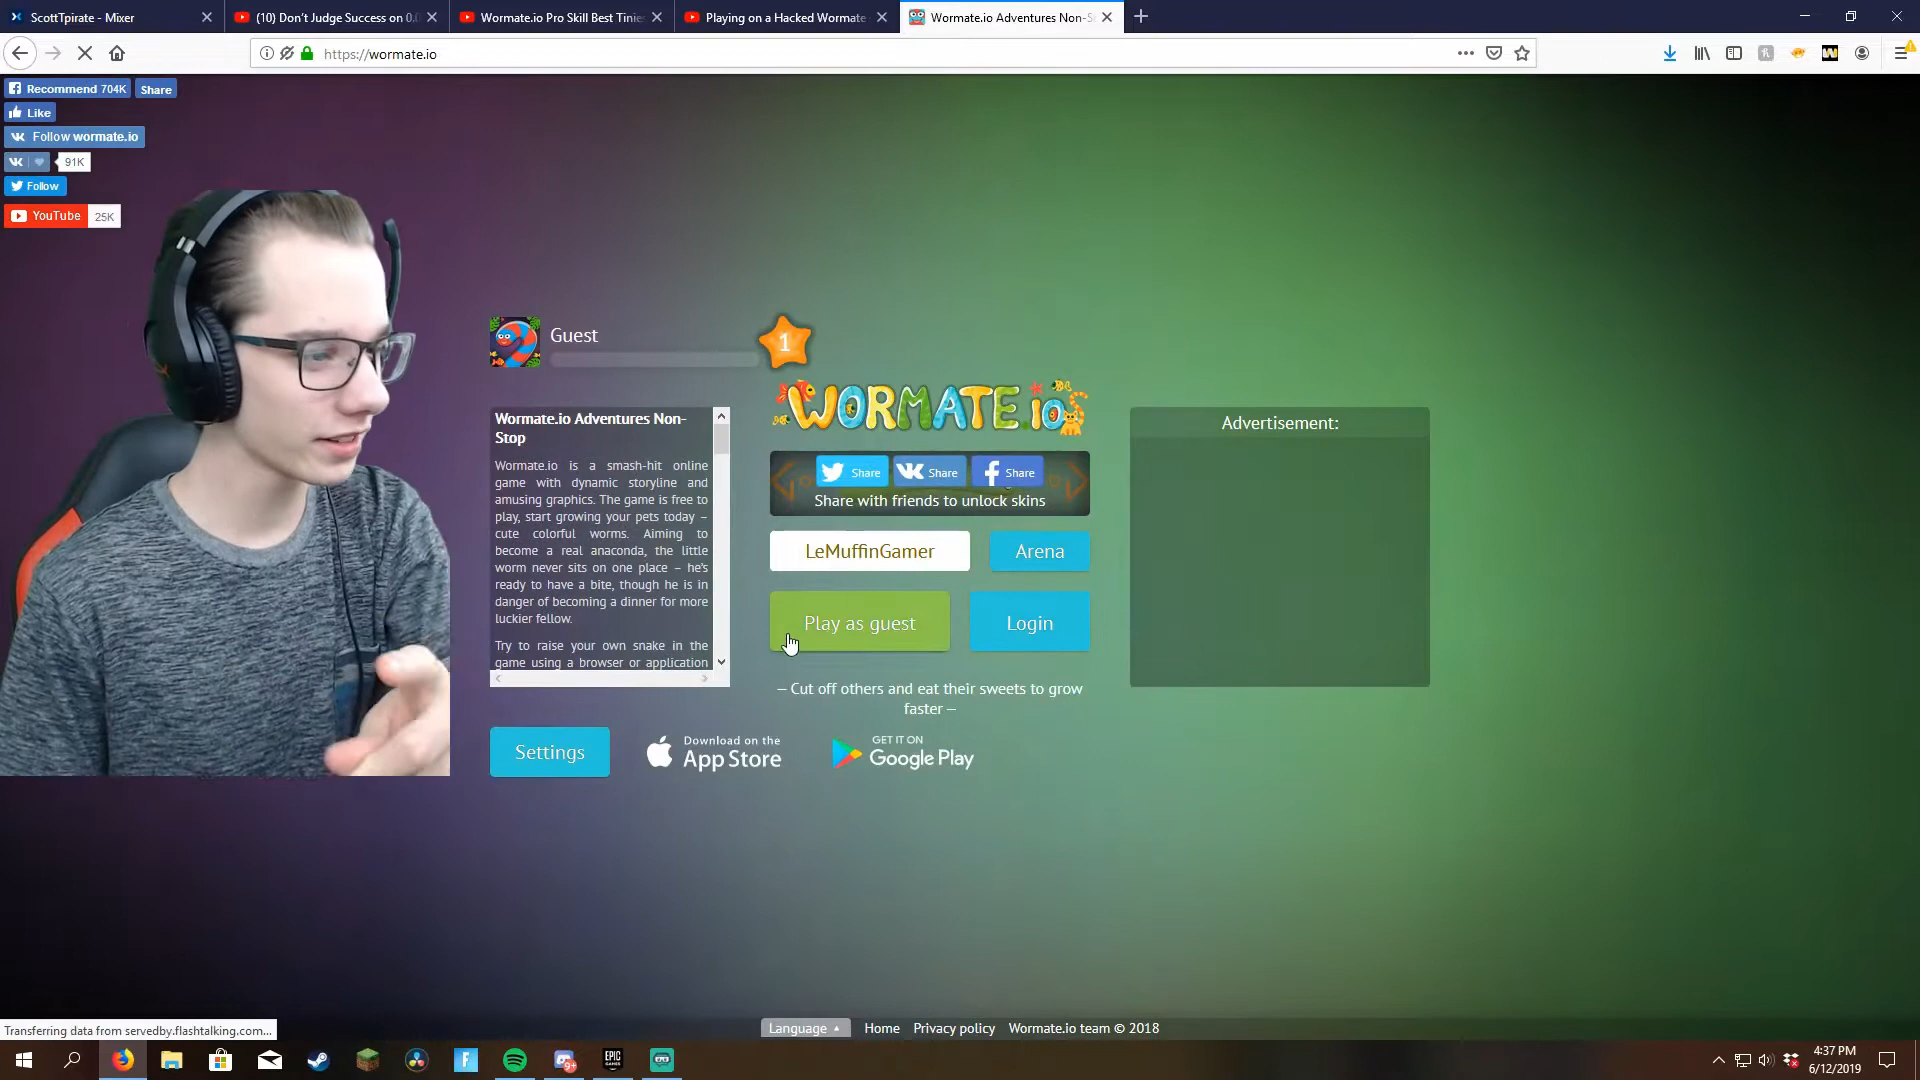 ScottTpirate - Mixer
(10) Don't Judge Success on 0.0
Wormate.io Pro Skill Best Tinies
Playing on a Hacked Wormate
Wormate.io Adventures Non-S
https://wormate.io
Recommend 704K
Share
Like
Follow wormate.io
91K
Follow
YouTube
25K
Guest
1
WORMATE.io
Wormate.io Adventures Non-
Stop
Wormate.io is a smash-hit online
game with dynamic storyline and
amusing graphics. The game is free to
play, start growing your pets today –
cute colorful worms. Aiming to
become a real anaconda, the little
worm never sits on one place – he's
ready to have a bite, though he is in
danger of becoming a dinner for more
luckier fellow.
Try to raise your own snake in the
game using a browser or application
Share
Share
Share
Share with friends to unlock skins
LeMuffinGamer
Arena
Play as guest
Login
— Cut off others and eat their sweets to grow
faster —
Advertisement:
Settings
Download on the
App Store
GET IT ON
Google Play
Transferring data from servedby.flashtalking.com...
Language
Home
Privacy policy
Wormate.io team © 2018
EPIC
GAMES
9+
4:37 PM
6/12/2019